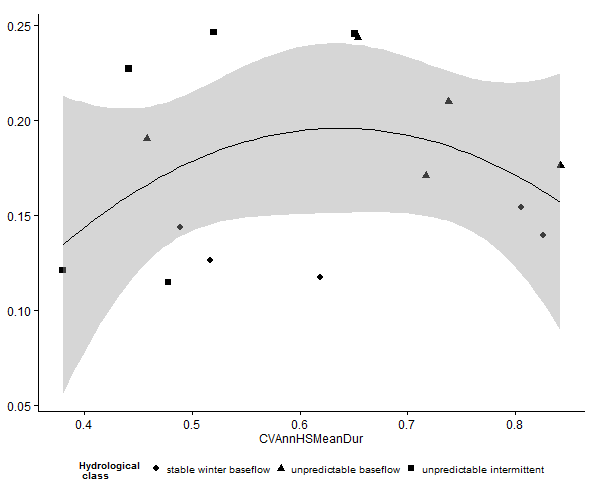 0.25
0.20
0.15
0.10
0.05
0.4 0.5 0.6 0.7 0.8
CVAnnHSMeanDur
Hydrological
class
stable winter baseflow unpredictable baseflow unpredictable intermittent